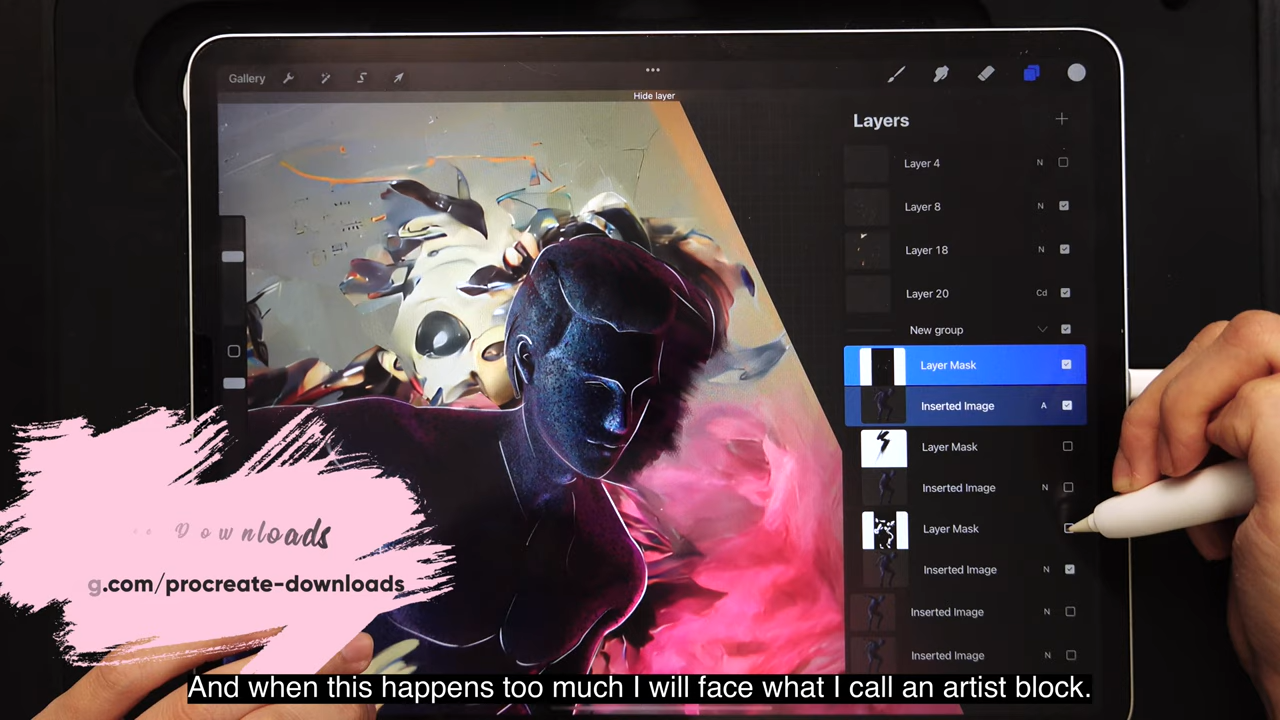 Gallery
Hide layer
Layers
Layer 4 N
Layer 8 N
Layer 18 N
Layer 20 Cd
New group
Layer Mask
Inserted Image A
Layer Mask
Inserted Image N
Layer Mask
Inserted Image N
Inserted Image N
Inserted Image N
Downloads
g.com/procreate-downloads
And when this happens too much I will face what I call an artist block.